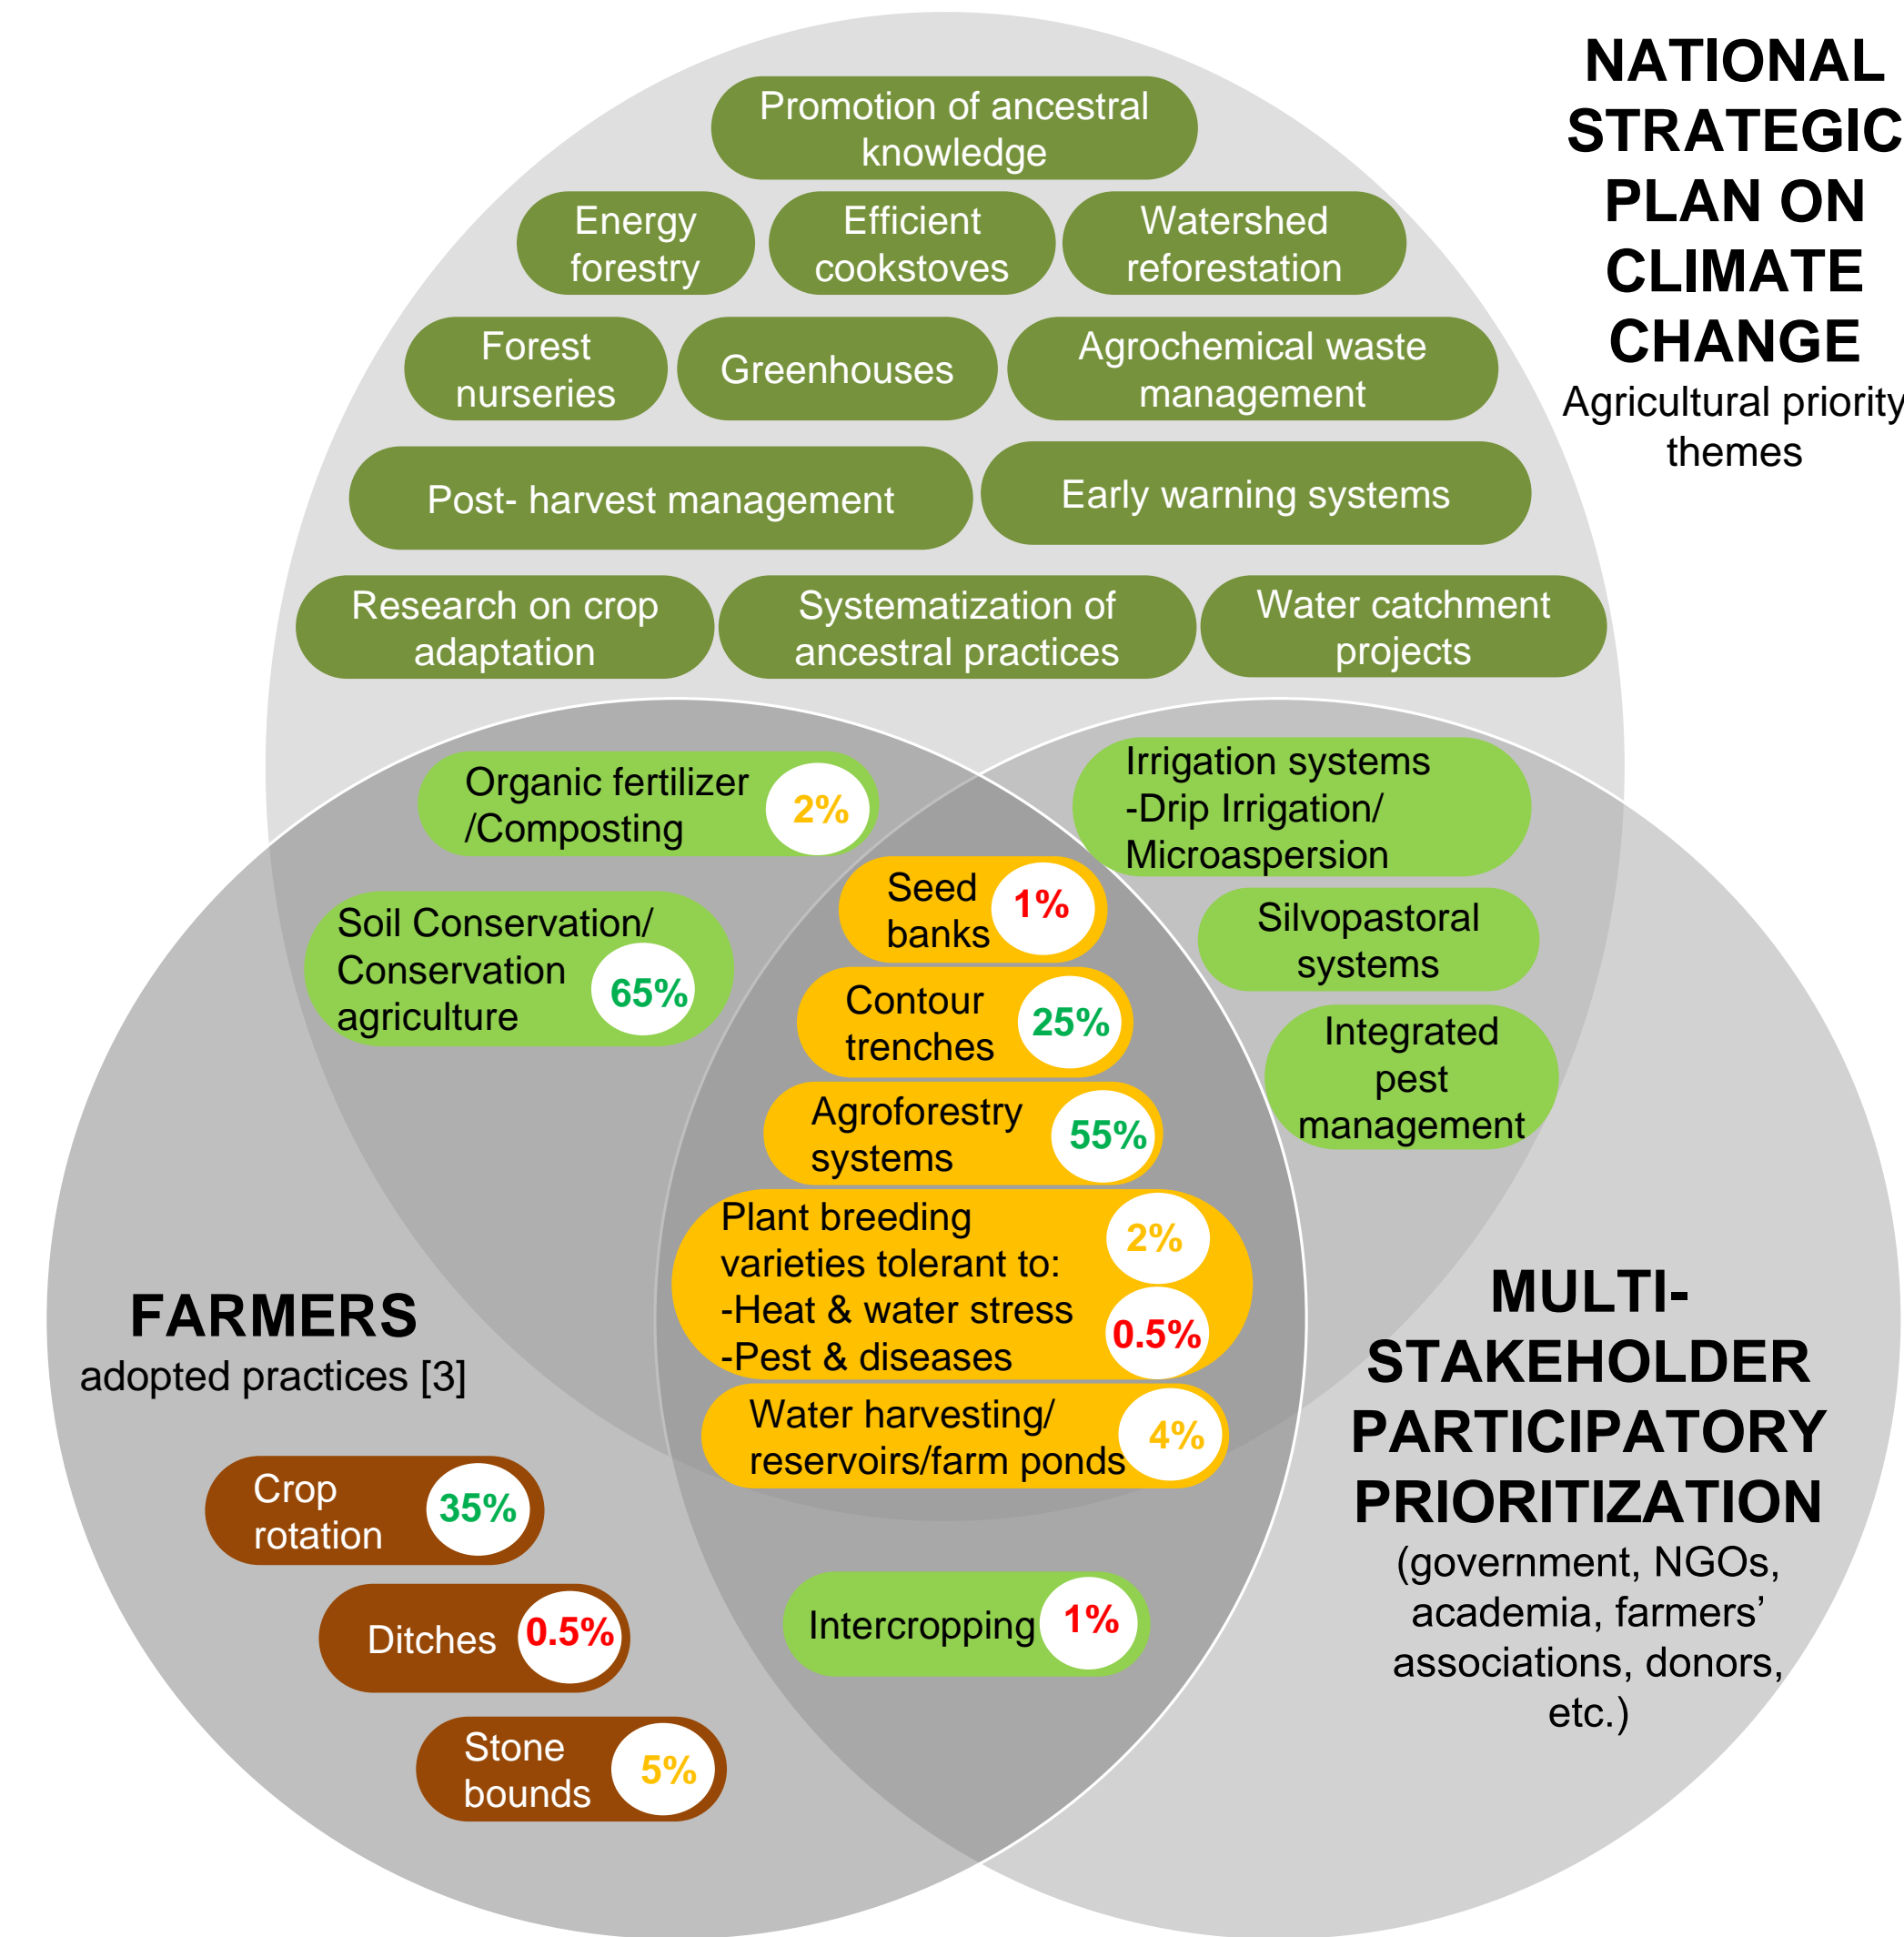 NATIONAL
STRATEGIC
PLAN ON
CLIMATE
CHANGE
Agricultural priority
themes
Promotion of ancestral
knowledge
Energy
forestry
Efficient
cookstoves
Watershed
reforestation
Forest
nurseries
Greenhouses
Agrochemical waste
management
Post- harvest management
Early warning systems
Research on crop
adaptation
Systematization of
ancestral practices
Water catchment
projects
Organic fertilizer
/Composting
2%
Soil Conservation/
Conservation
agriculture
65%
Irrigation systems
-Drip Irrigation/
Microaspersion
Silvopastoral
systems
Integrated
pest
management
Seed
banks
1%
Contour
trenches
25%
Agroforestry
systems
55%
Plant breeding
varieties tolerant to:
-Heat & water stress
-Pest & diseases
2%
0.5%
Water harvesting/
reservoirs/farm ponds
4%
FARMERS
adopted practices [3]
Crop
rotation
35%
Ditches
0.5%
Stone
bounds
5%
Intercropping
1%
MULTI-
STAKEHOLDER
PARTICIPATORY
PRIORITIZATION
(government, NGOs,
academia, farmers’
associations, donors,
etc.)